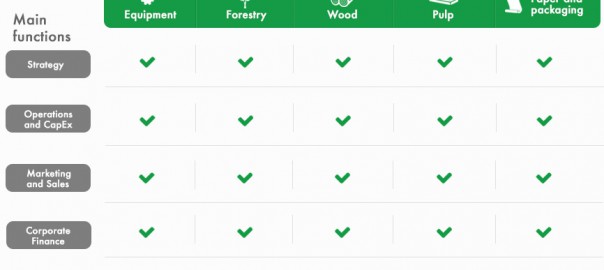 Main
functions
Equipment
Forestry
Wood
Pulp
Paper and
packaging
Strategy
Operations
and CapEx
Marketing
and Sales
Corporate
Finance